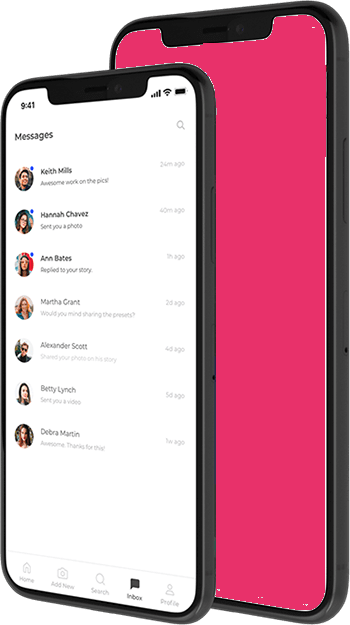 9:41
Messages
Keith Mills
24m ago
Awesome work on the pics!
Hannah Chavez
40m ago
Sent you a photo
Ann Bates
1h ago
Replied to your story.
Martha Grant
2d ago
Would you mind sharing the presets?
Alexander Scott
4d ago
Shared your photo on his story
Betty Lynch
5d ago
Sent you a video
Debra Martin
1w ago
Awesome. Thanks for this!
Home
Add New
Search
Inbox
Profile